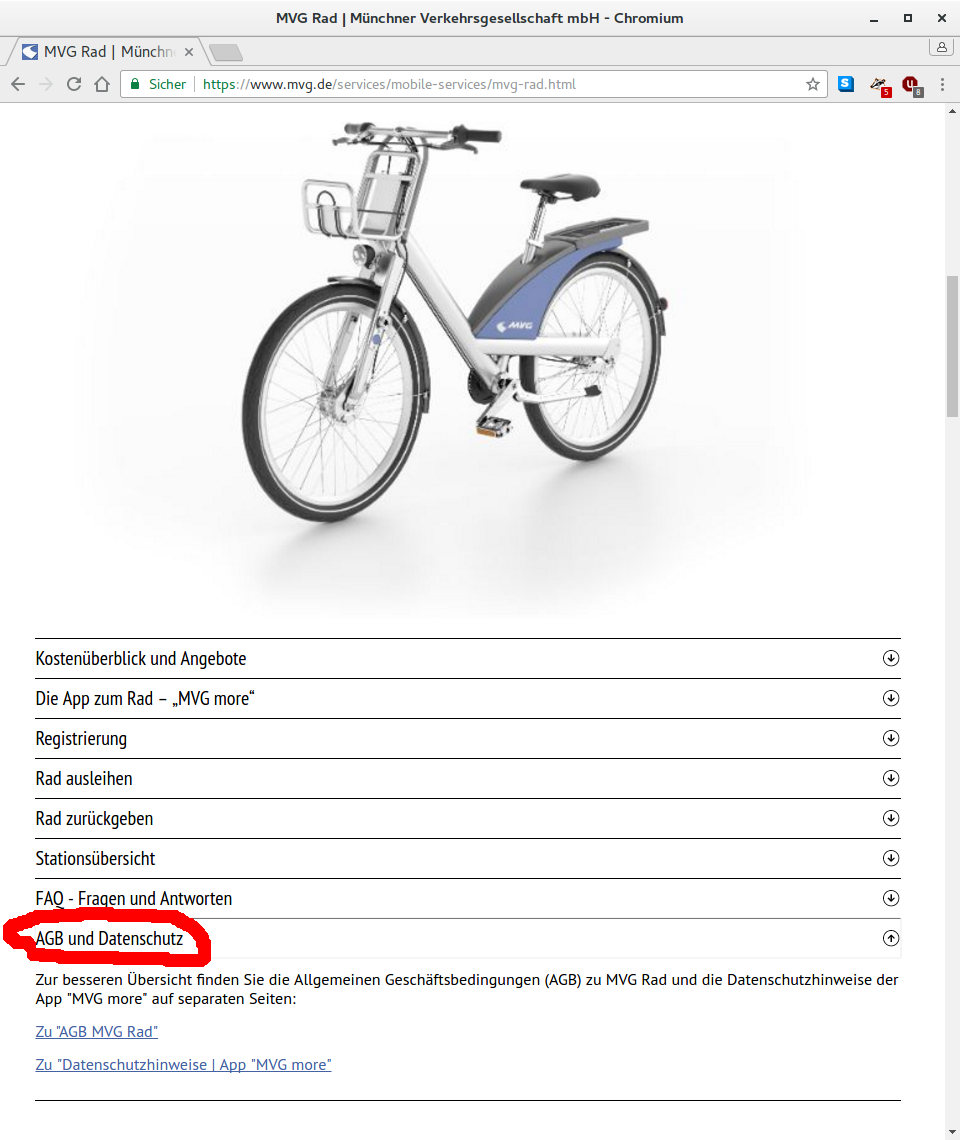 MVG Rad | Münchner Verkehrsgesellschaft mbH - Chromium
MVG Rad | Münchn
Sicher https://www.mvg.de/services/mobile-services/mvg-rad.html
S 5 u 8
MVG
Kostenüberblick und Angebote
Die App zum Rad – „MVG more“
Registrierung
Rad ausleihen
Rad zurückgeben
Stationsübersicht
FAQ - Fragen und Antworten
AGB und Datenschutz
Zur besseren Übersicht finden Sie die Allgemeinen Geschäftsbedingungen (AGB) zu MVG Rad und die Datenschutzhinweise der
App "MVG more" auf separaten Seiten:
Zu "AGB MVG Rad"
Zu "Datenschutzhinweise | App "MVG more"